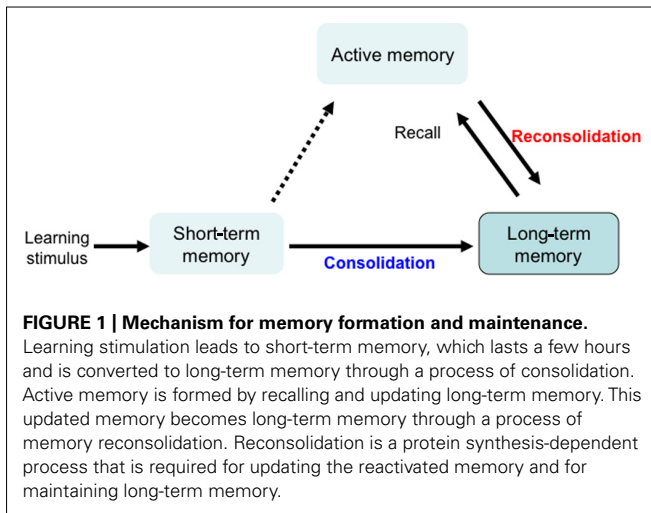 Active memory
Recall
Reconsolidation
Learning
stimulus
Short-term
memory
Consolidation
Long-term
memory
FIGURE 1 | Mechanism for memory formation and maintenance.
Learning stimulation leads to short-term memory, which lasts a few hours
and is converted to long-term memory through a process of consolidation.
Active memory is formed by recalling and updating long-term memory. This
updated memory becomes long-term memory through a process of
memory reconsolidation. Reconsolidation is a protein synthesis-dependent
process that is required for updating the reactivated memory and for
maintaining long-term memory.